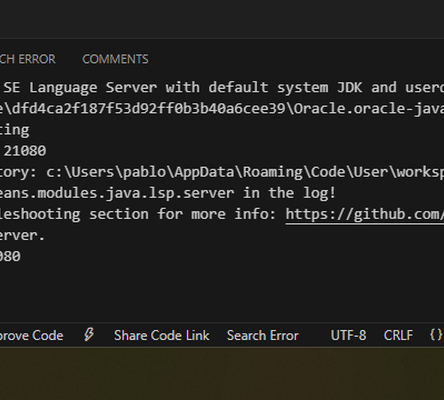 CH ERROR COMMENTS
SE Language Server with default system JDK and userd
e\dfd4ca2f187f53d92ff0b3b40a6cee39\Oracle.oracle-java
ting
21080
tory: c:\Users\pablo\AppData\Roaming\Code\User\worksp
eans.modules.java.lsp.server in the log!
leshooting section for more info: https://github.com/
erver.
080
prove Code Share Code Link Search Error UTF-8 CRLF {}